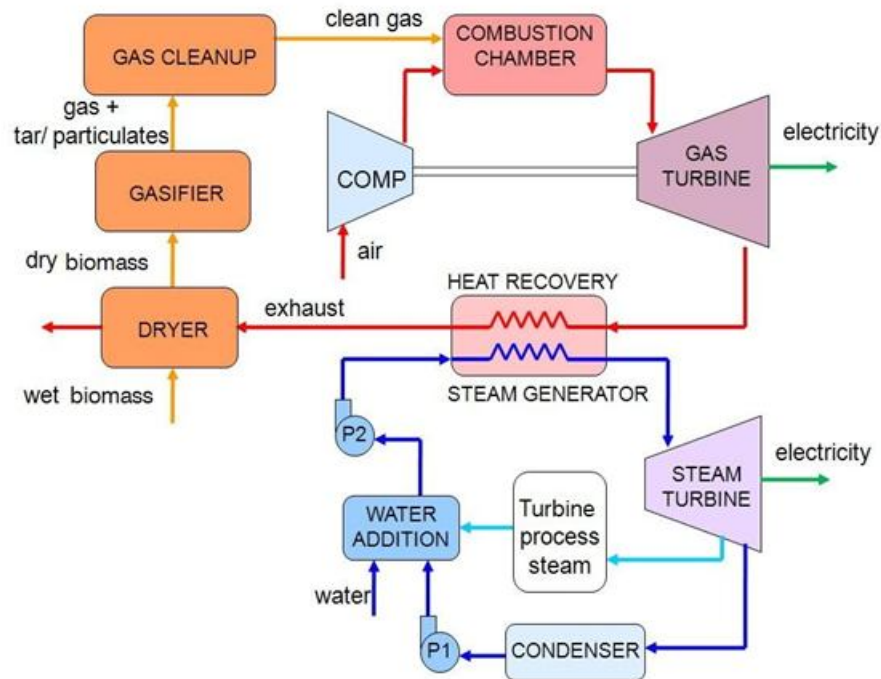 clean gas
GAS CLEANUP
COMBUSTION
CHAMBER
gas +
tar/ particulates
electricity
GASIFIER
COMP
GAS
TURBINE
dry biomass
air
HEAT RECOVERY
exhaust
DRYER
wet biomass
STEAM GENERATOR
P2
electricity
STEAM
TURBINE
WATER
ADDITION
Turbine
process
steam
water
P1
CONDENSER